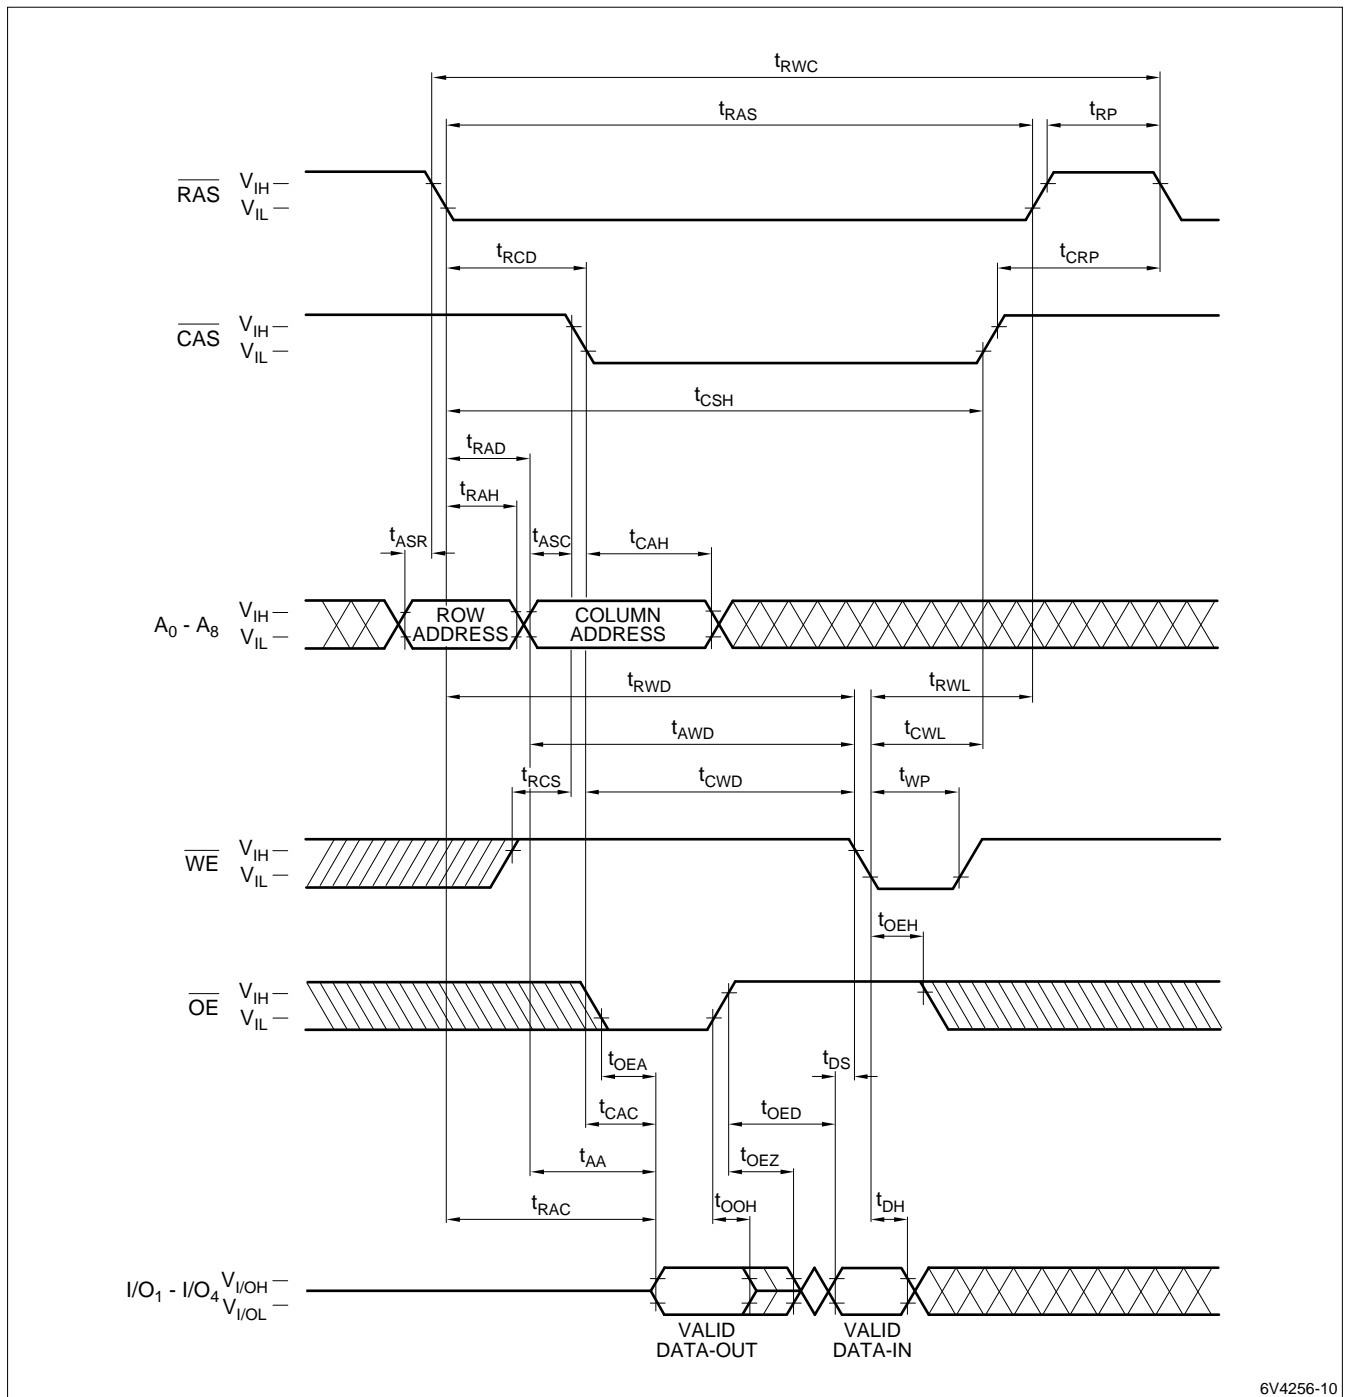 tRWC
tRAS
tRP
RAS
VIH
VIL
tRCD
tCRP
CAS
VIH
VIL
tCSH
tRAD
tRAH
tASR
tASC
tCAH
A0 - A8
VIH
VIL
ROW
ADDRESS
COLUMN
ADDRESS
tRWD
tRWL
tAWD
tCWL
tRCS
tCWD
tWP
WE
VIH
VIL
tOEH
OE
VIH
VIL
tOEA
tDS
tCAC
tOED
tAA
tOEZ
tRAC
tOOH
tDH
I/O1 - I/O4
VI/OH
VI/OL
VALID
DATA-OUT
VALID
DATA-IN
6V4256-10